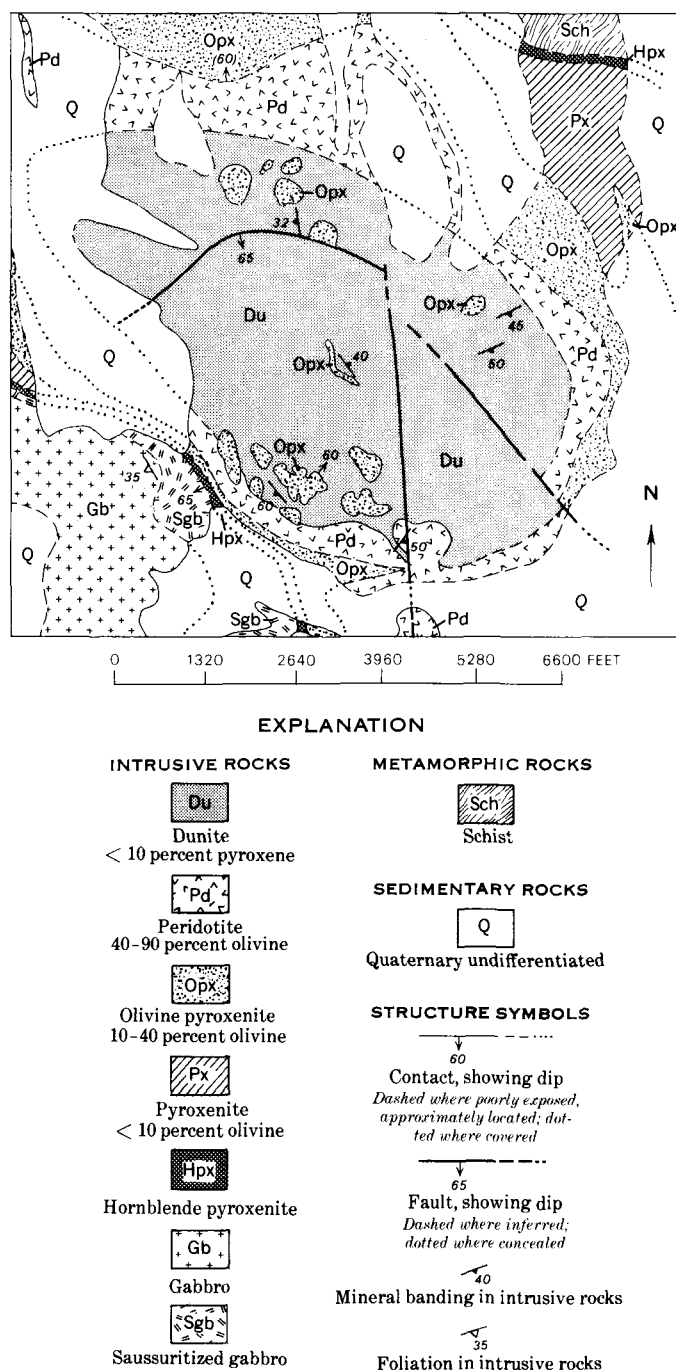 Sch
Opx
(60)
Pd
Hpx
Q
Pd
Px
Q
Q
Q
Opx
Opx
32
Opx
65
Opx
45
Du
50
Pd
Opx
40
Q
Opx
60
Du
35
65
60
N
Gb
Sgb
Hpx
Pd
50
Q
Opx
Q
Sgb
Pd
Q
0 1320 2640 3960 5280 6600 FEET
EXPLANATION
INTRUSIVE ROCKS
Du
Dunite
< 10 percent pyroxene
Pd
Peridotite
40-90 percent olivine
Opx
Olivine pyroxenite
10-40 percent olivine
Px
Pyroxenite
< 10 percent olivine
Hpx
Hornblende pyroxenite
Gb
Gabbro
Sgb
Saussuritized gabbro
METAMORPHIC ROCKS
Sch
Schist
SEDIMENTARY ROCKS
Q
Quaternary undifferentiated
STRUCTURE SYMBOLS
60
Contact, showing dip
Dashed where poorly exposed,
approximately located; dot-
ted where covered
65
Fault, showing dip
Dashed where inferred;
dotted where concealed
40
Mineral banding in intrusive rocks
35
Foliation in intrusive rocks